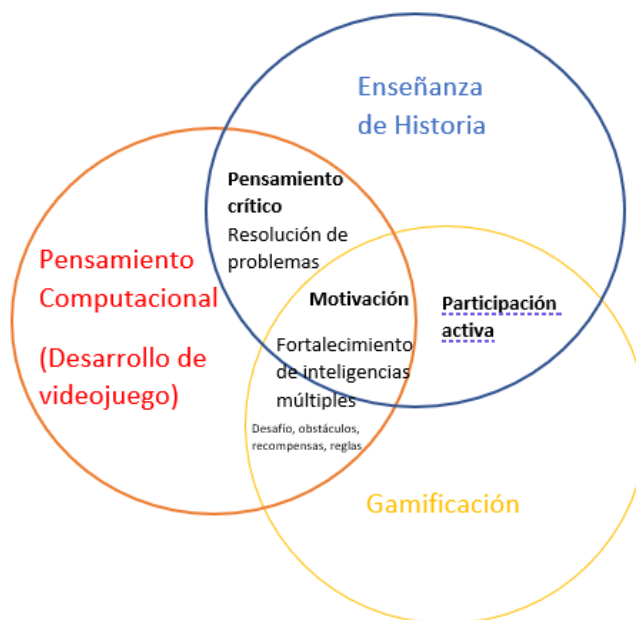 Enseñanza
de Historia
Pensamiento
crítico
Resolución de
problemas
Pensamiento
Computacional
(Desarrollo de
videojuego)
Motivación
Participación
activa
Fortalecimiento
de inteligencias
múltiples
Desafío, obstáculos,
recompensas, reglas
Gamificación